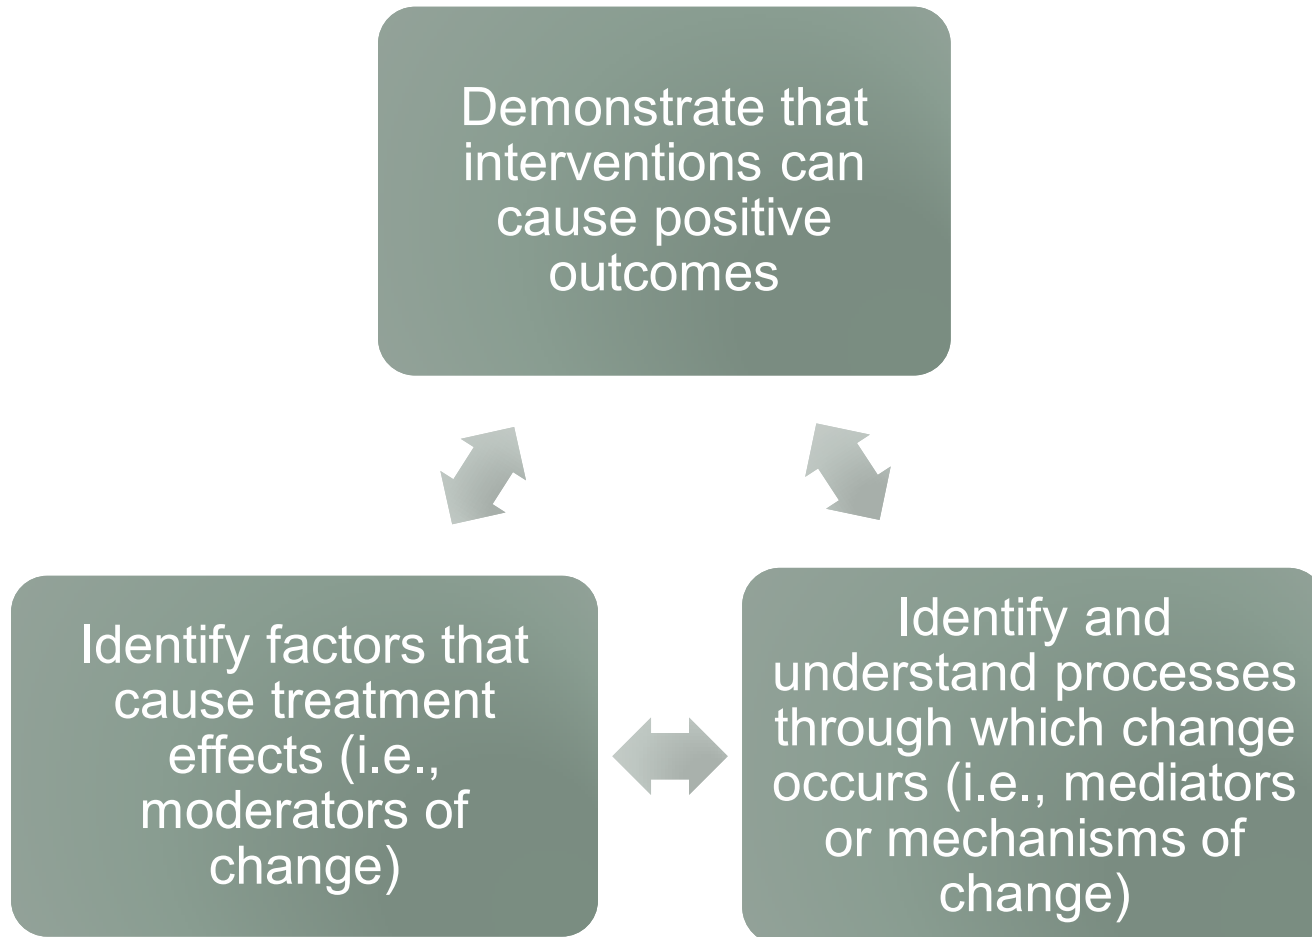 Demonstrate that
interventions can
cause positive
outcomes
Identify factors that
cause treatment
effects (i.e.,
moderators of
change)
Identify and
understand processes
through which change
occurs (i.e., mediators
or mechanisms of
change)